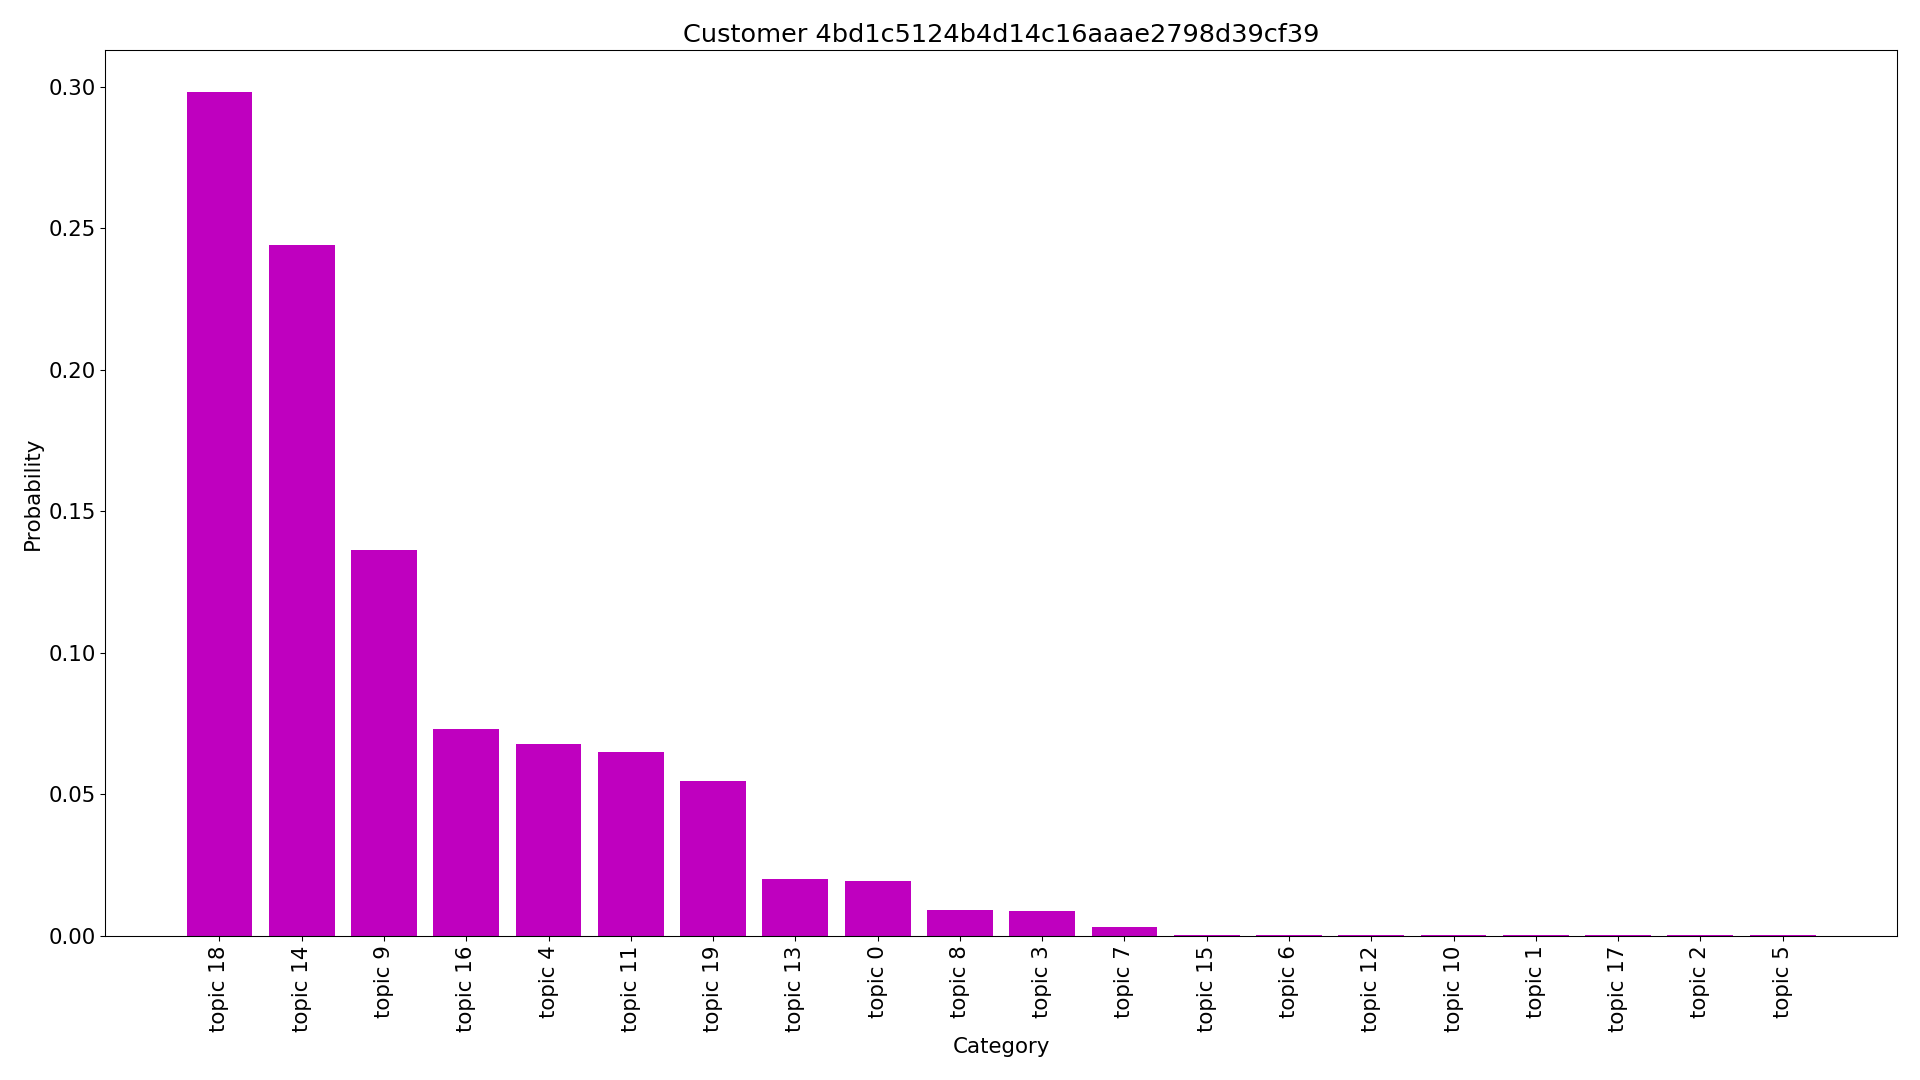 Customer 4bd1c5124b4d14c16aaae2798d39cf39
Probability
0.30
0.25
0.20
0.15
0.10
0.05
0.00
topic 18
topic 14
topic 9
topic 16
topic 4
topic 11
topic 19
topic 13
topic 0
topic 8
topic 3
topic 7
topic 15
topic 6
topic 12
topic 10
topic 1
topic 17
topic 2
topic 5
Category